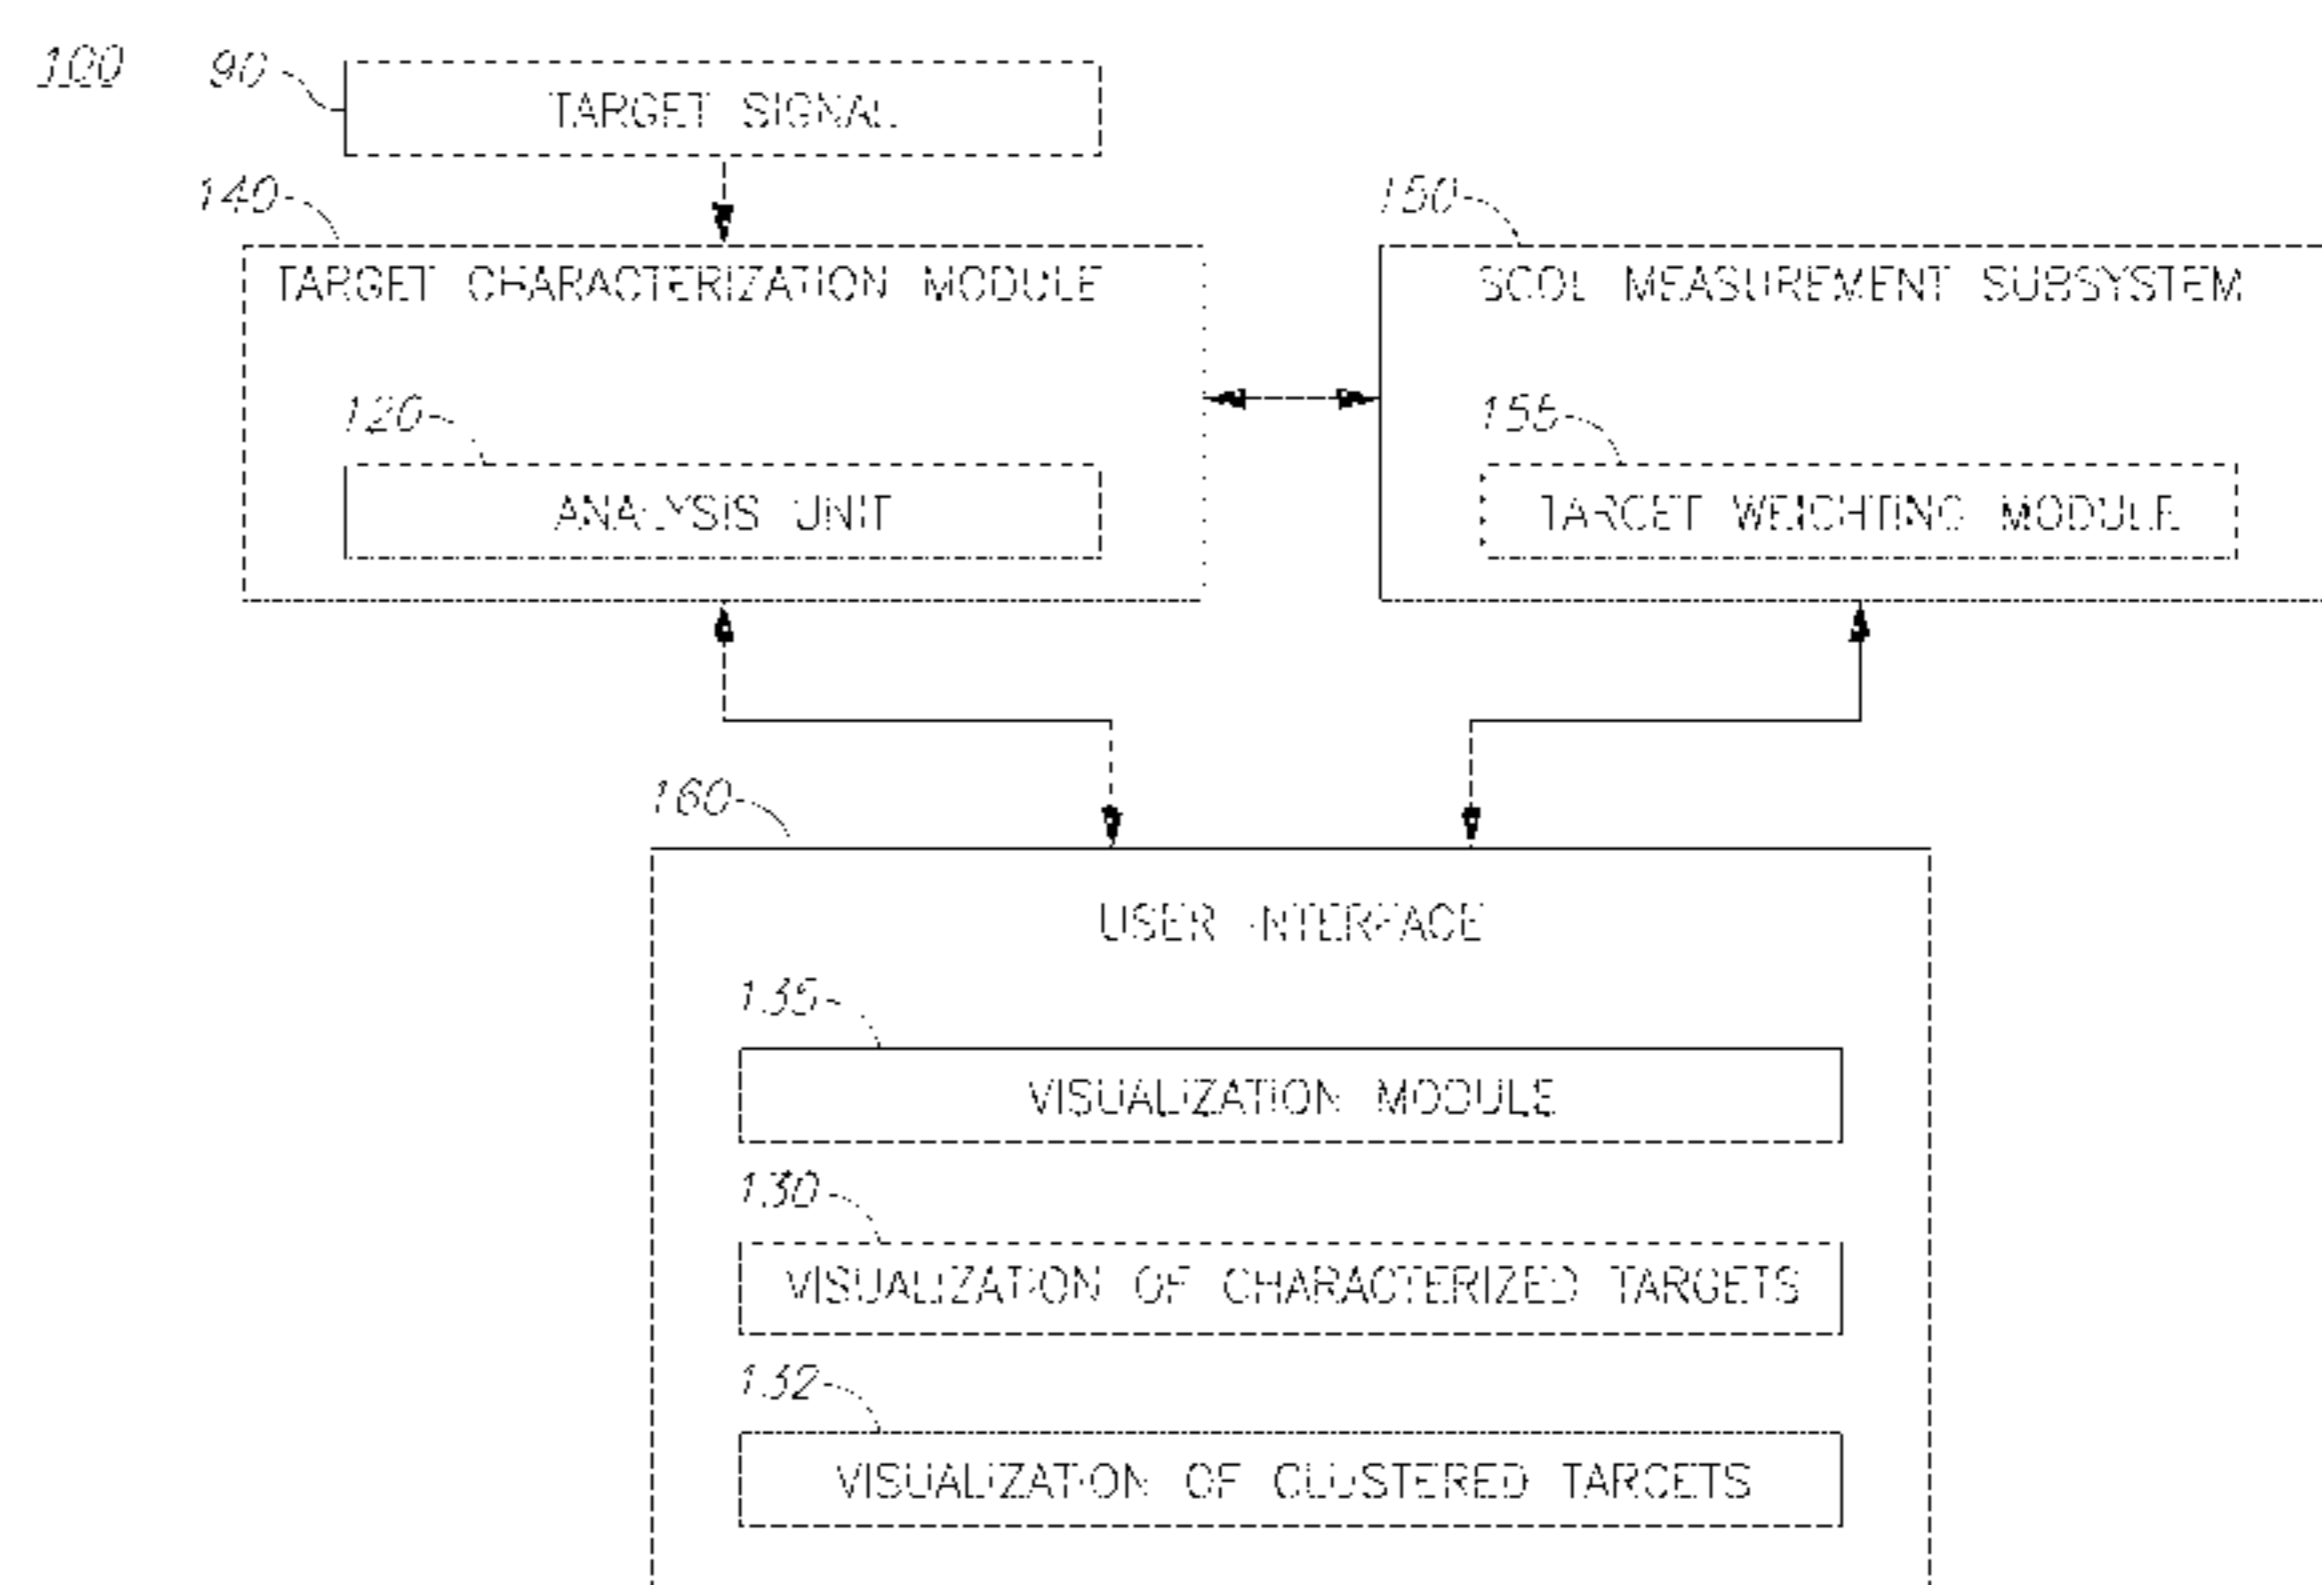 100
90
TARGET SIGNAL
140
150
TARGET CHARACTERIZATION MODULE
SCOL MEASUREMENT SUBSYSTEM
120
155
ANALYSIS UNIT
TARGET WEIGHTING MODULE
160
USER INTERFACE
135
VISUALIZATION MODULE
130
VISUALIZATION OF CHARACTERIZED TARGETS
132
VISUALIZATION OF CLUSTERED TARGETS